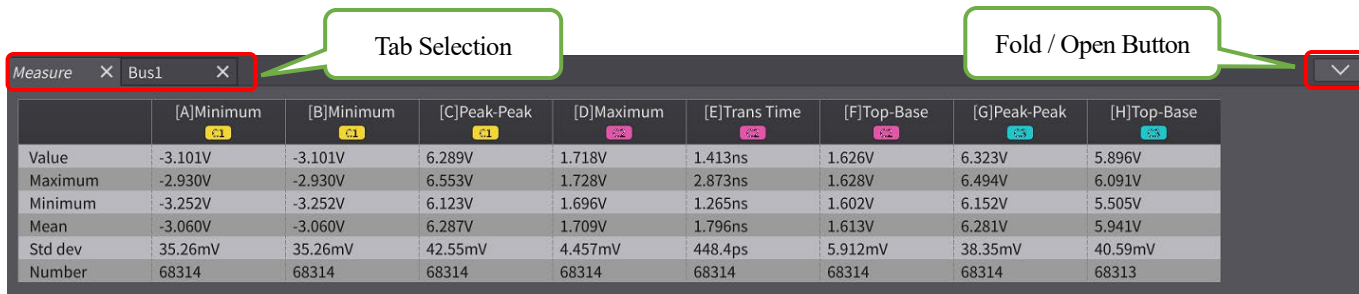 Tab Selection
Fold / Open Button
Measure X Bus1 X
[A]Minimum [B]Minimum [C]Peak-Peak [D]Maximum [E]Trans Time [F]Top-Base [G]Peak-Peak [H]Top-Base
C1 C1 C1 C2 C2 C2 C3 C3
Value -3.101V -3.101V 6.289V 1.718V 1.413ns 1.626V 6.323V 5.896V
Maximum -2.930V -2.930V 6.553V 1.728V 2.873ns 1.628V 6.494V 6.091V
Minimum -3.252V -3.252V 6.123V 1.696V 1.265ns 1.602V 6.152V 5.505V
Mean -3.060V -3.060V 6.287V 1.709V 1.796ns 1.613V 6.281V 5.941V
Std dev 35.26mV 35.26mV 42.55mV 4.457mV 448.4ps 5.912mV 38.35mV 40.59mV
Number 68314 68314 68314 68314 68314 68314 68314 68313